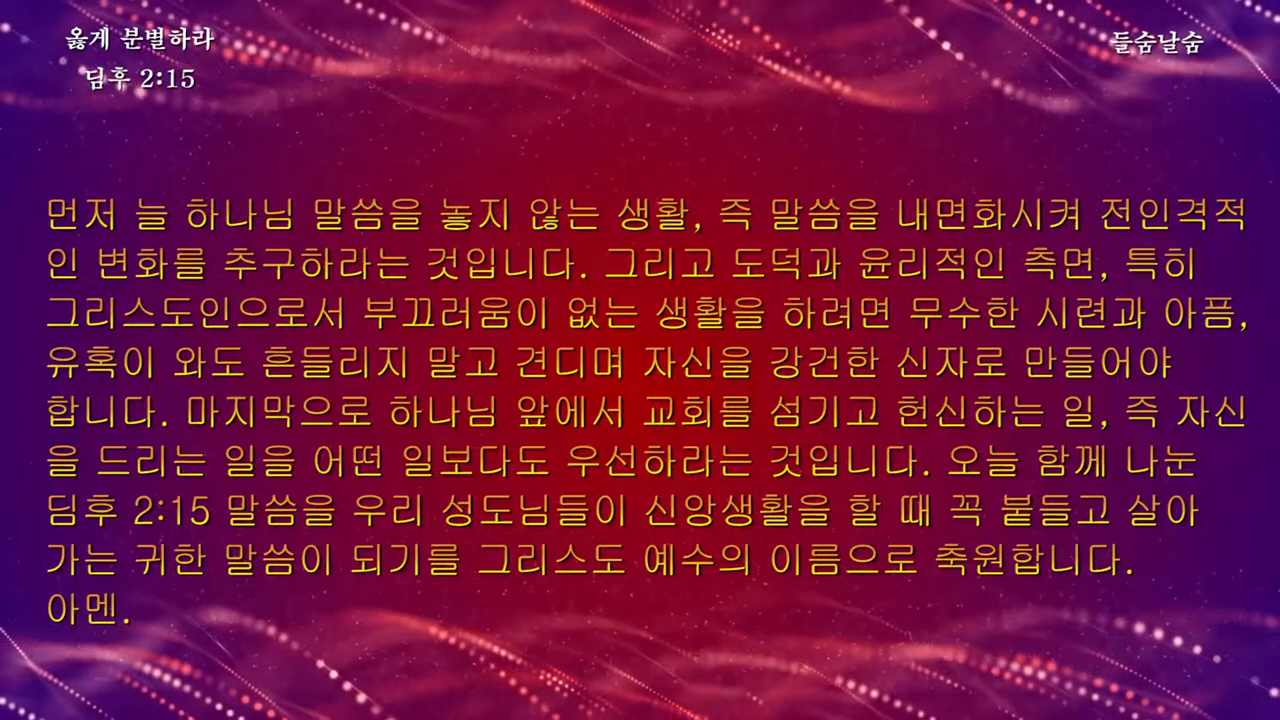 옳게 분별하라
딤후 2:15
들숨날숨
먼저 늘 하나님 말씀을 놓지 않는 생활, 즉 말씀을 내면화시켜 전인격적
인 변화를 추구하라는 것입니다. 그리고 도덕과 윤리적인 측면, 특히
그리스도인으로서 부끄러움이 없는 생활을 하려면 무수한 시련과 아픔,
유혹이 와도 흔들리지 말고 견디며 자신을 강건한 신자로 만들어야
합니다. 마지막으로 하나님 앞에서 교회를 섬기고 헌신하는 일, 즉 자신
을 드리는 일을 어떤 일보다도 우선하라는 것입니다. 오늘 함께 나눈
딤후 2:15 말씀을 우리 성도님들이 신앙생활을 할 때 꼭 붙들고 살아
가는 귀한 말씀이 되기를 그리스도 예수의 이름으로 축원합니다.
아멘.